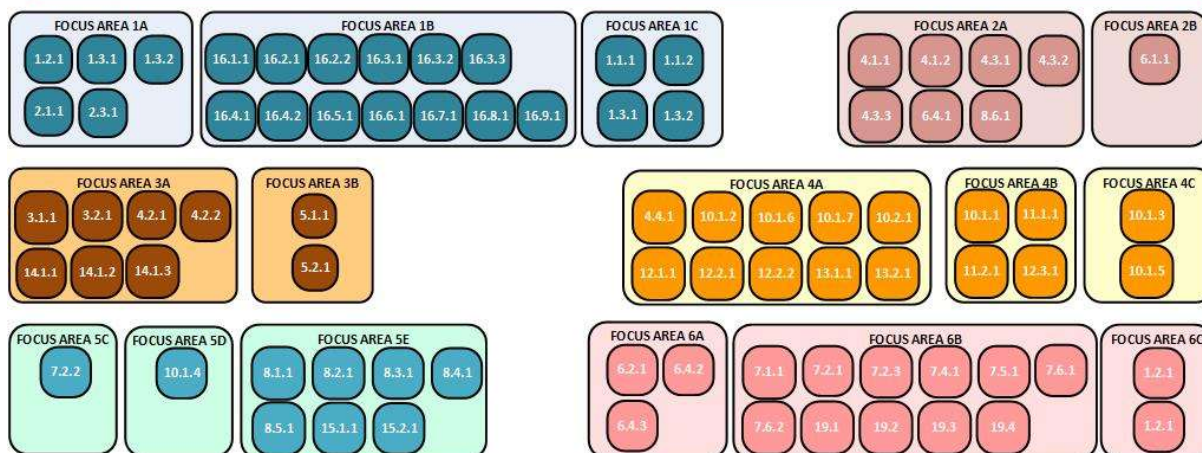 FOCUS AREA 1A
1.2.1 1.3.1 1.3.2
2.1.1 2.3.1
FOCUS AREA 1B
16.1.1 16.2.1 16.2.2 16.3.1 16.3.2 16.3.3
16.4.1 16.4.2 16.5.1 16.6.1 16.7.1 16.8.1 16.9.1
FOCUS AREA 1C
1.1.1 1.1.2
1.3.1 1.3.2
FOCUS AREA 2A
4.1.1 4.1.2 4.3.1 4.3.2
4.3.3 6.4.1 8.6.1
FOCUS AREA 2B
6.1.1
FOCUS AREA 3A
3.1.1 3.2.1 4.2.1 4.2.2
14.1.1 14.1.2 14.1.3
FOCUS AREA 3B
5.1.1
5.2.1
FOCUS AREA 4A
4.4.1 10.1.2 10.1.6 10.1.7 10.2.1
12.1.1 12.2.1 12.2.2 13.1.1 13.2.1
FOCUS AREA 4B
10.1.1 11.1.1
11.2.1 12.3.1
FOCUS AREA 4C
10.1.3
10.1.5
FOCUS AREA 5C
7.2.2
FOCUS AREA 5D
10.1.4
FOCUS AREA 5E
8.1.1 8.2.1 8.3.1 8.4.1
8.5.1 15.1.1 15.2.1
FOCUS AREA 6A
6.2.1 6.4.2
6.4.3
FOCUS AREA 6B
7.1.1 7.2.1 7.2.3 7.4.1 7.5.1 7.6.1
7.6.2 19.1 19.2 19.3 19.4
FOCUS AREA 6C
1.2.1
1.2.1